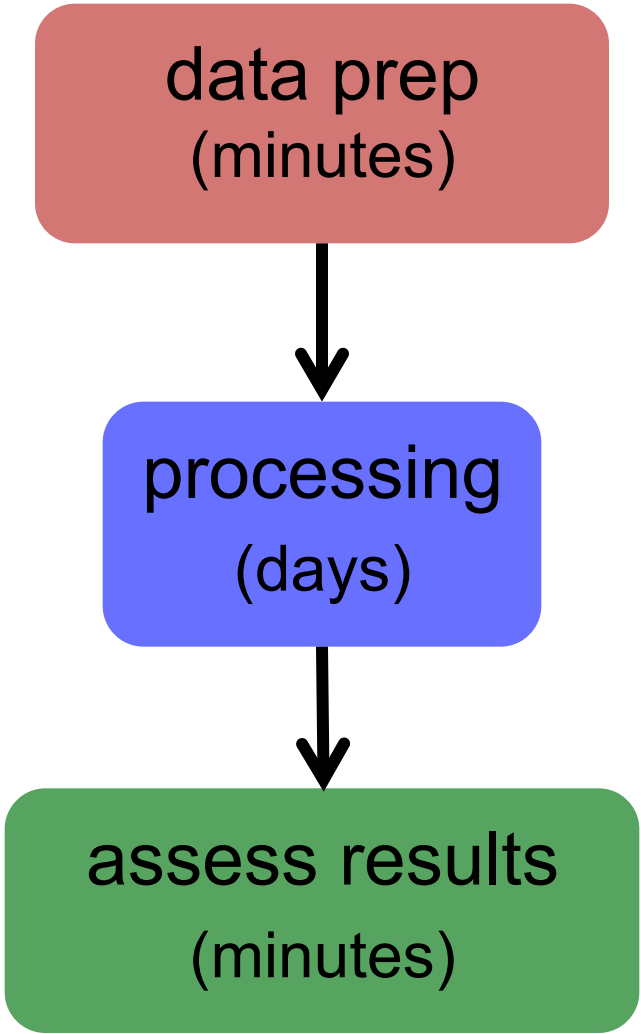 data prep
(minutes)
processing
(days)
assess results
(minutes)